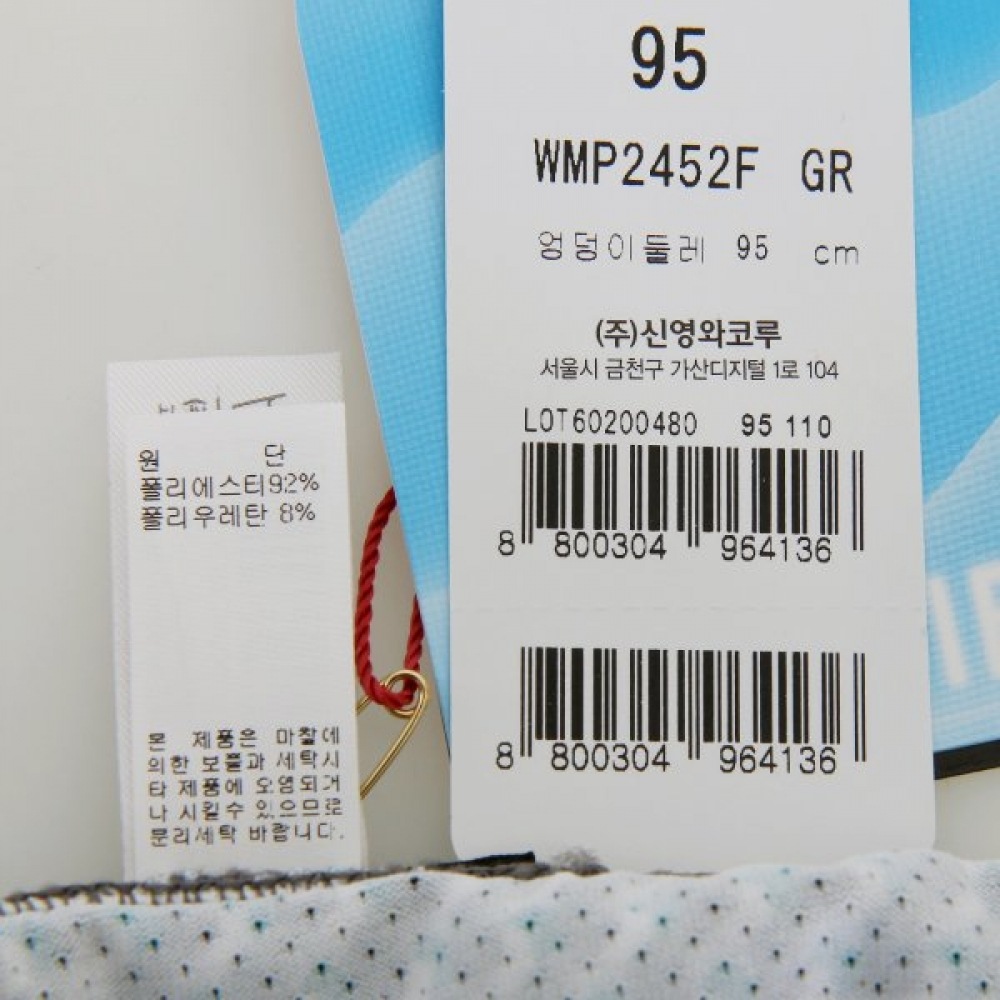 95
WMP2452F GR
엉덩이둘레 95 cm
(주)신영와코루
서울시 금천구 가산디지털 1로 104
LOT60200480 95 110
8 800304 964136
8 800304 964136
원 단
폴리에스터92%
폴리우레탄 8%
본 제품은 마찰에
의한 보풀과 세탁시
타 제품에 오염되거
나 시킬수 있으므로
분리세탁 바랍니다.